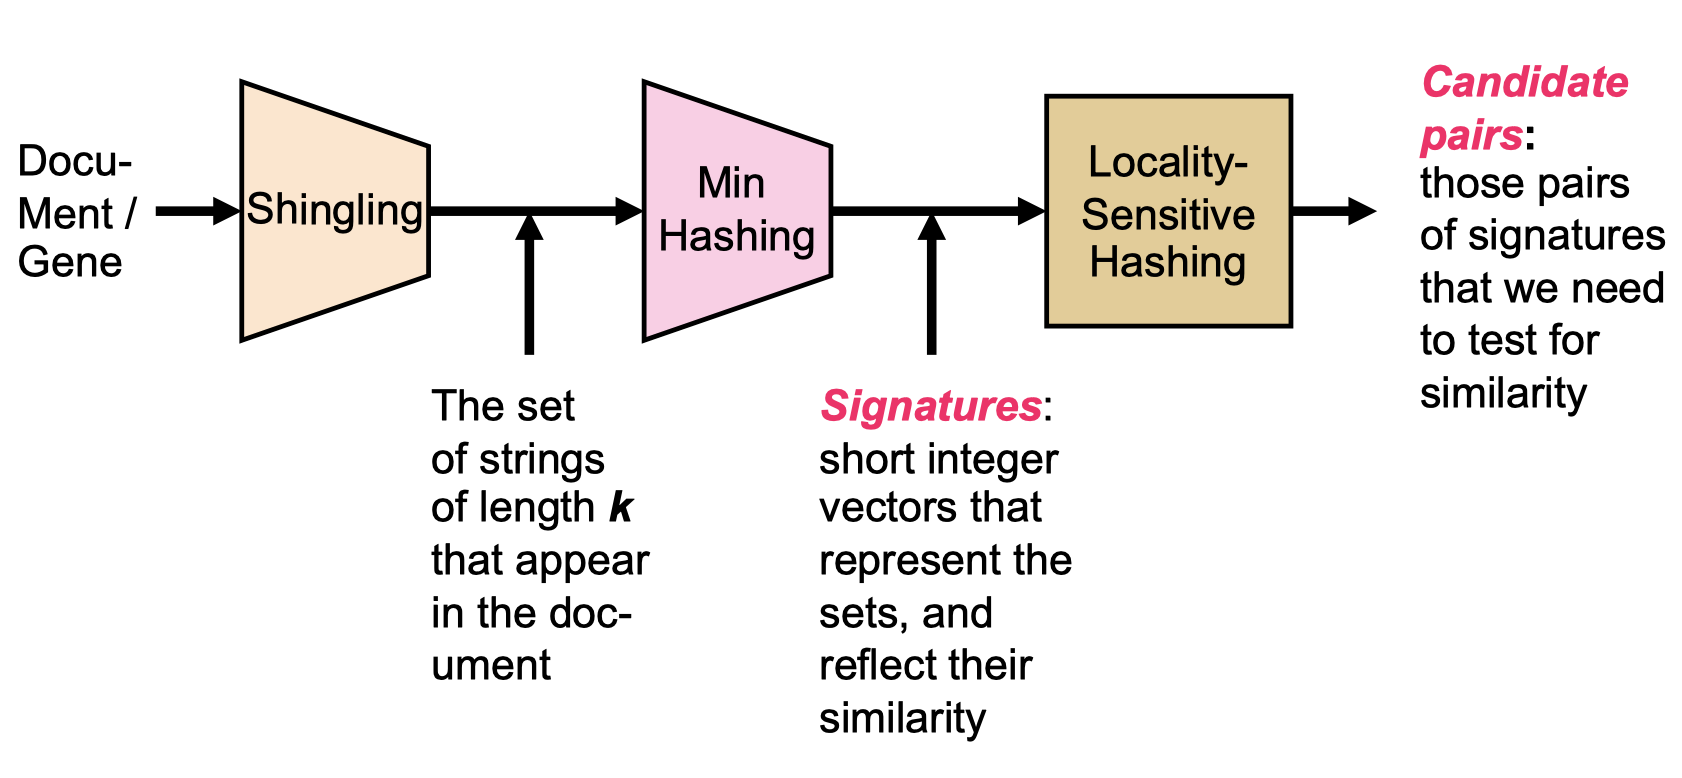 Docu-
Ment /
Gene
Shingling
The set
of strings
of length k
that appear
in the doc-
ument
Min
Hashing
Signatures:
short integer
vectors that
represent the
sets, and
reflect their
similarity
Locality-
Sensitive
Hashing
Candidate
pairs:
those pairs
of signatures
that we need
to test for
similarity